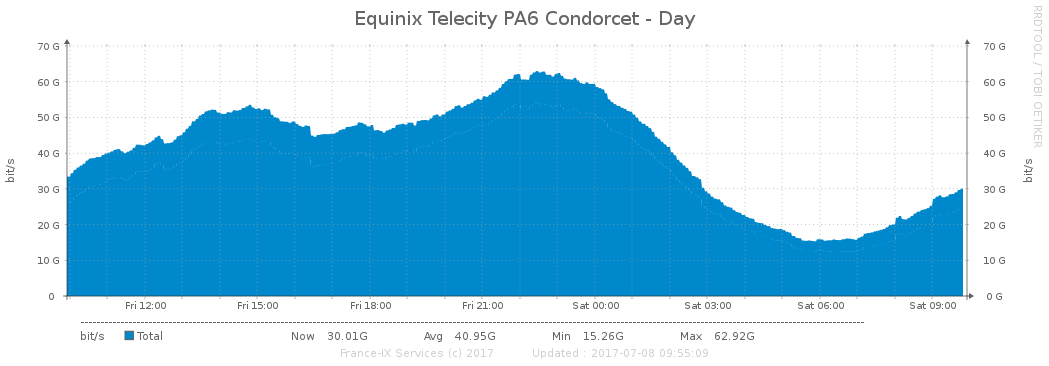 Equinix Telecity PA6 Condorcet - Day
RRDTOOL / TOBI OETIKER
70 G 70 G
60 G 60 G
50 G 50 G
40 G 40 G
30 G 30 G
20 G 20 G
10 G 10 G
0 0 G
bit/s
bit/s
Fri 12:00 Fri 15:00 Fri 18:00 Fri 21:00 Sat 00:00 Sat 03:00 Sat 06:00 Sat 09:00
bit/s Total Now 30.01G Avg 40.95G Min 15.26G Max 62.92G
France-IX Services (c) 2017 Updated : 2017-07-08 09:55:09